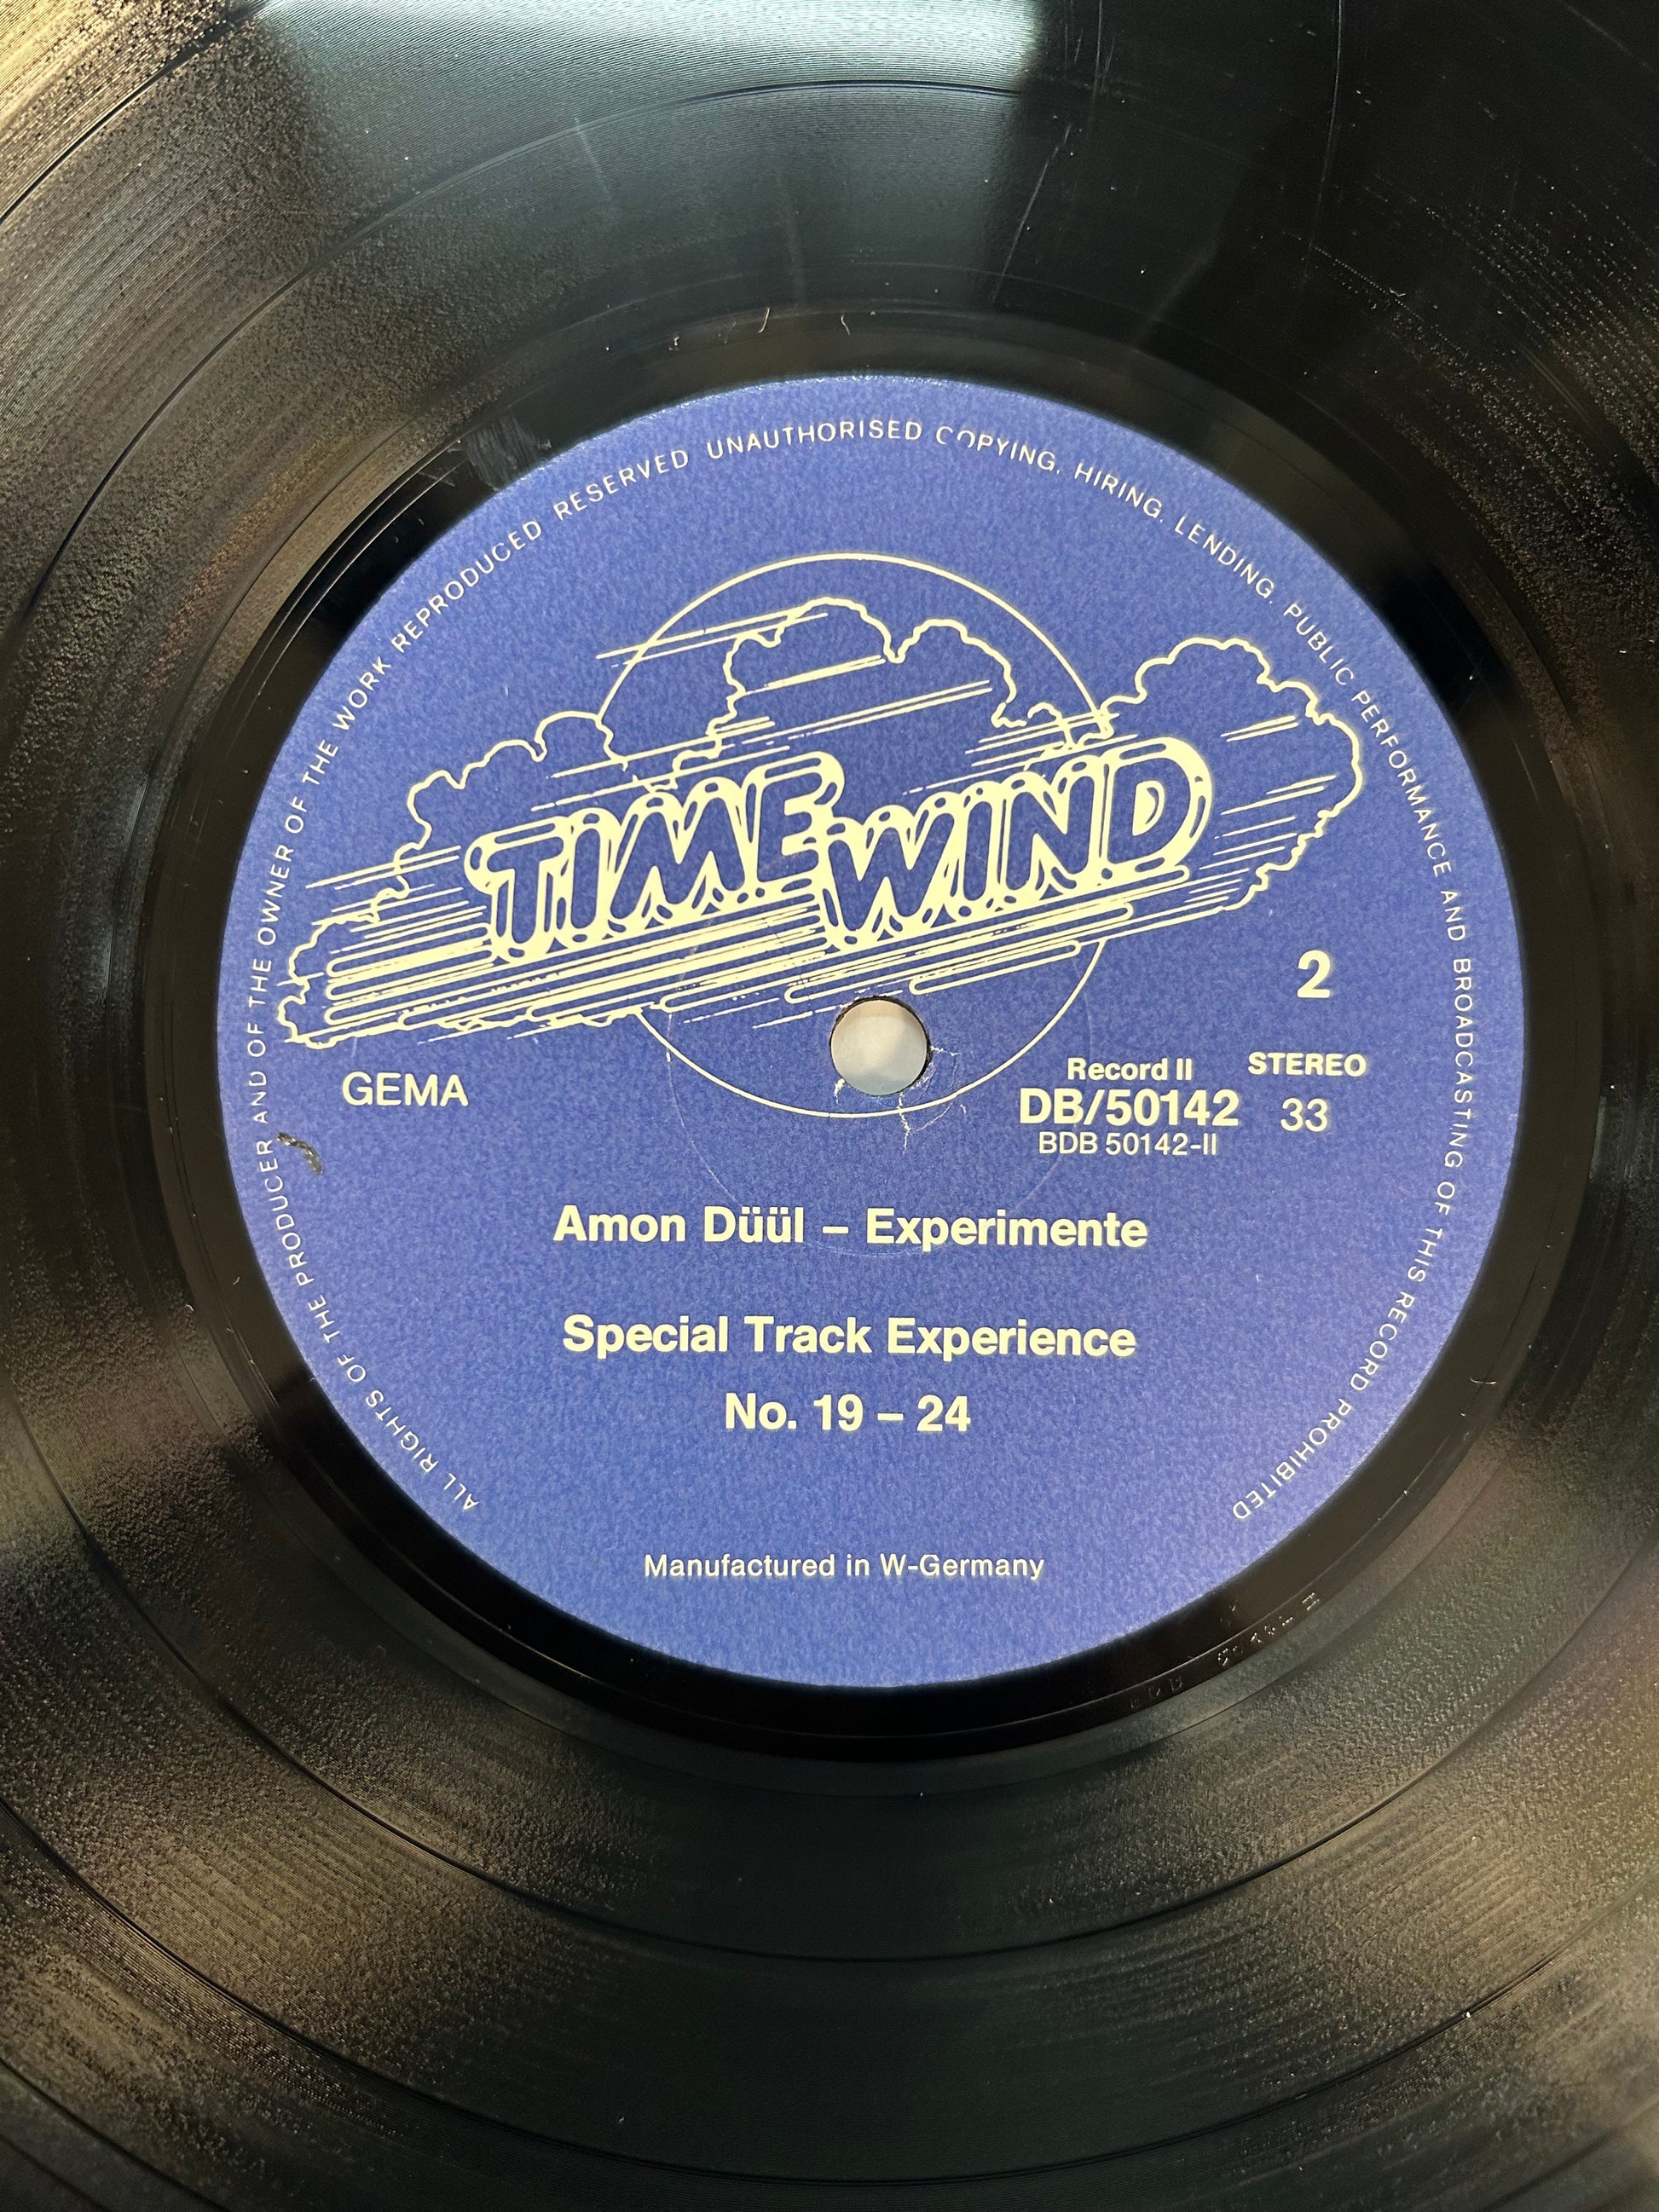 ALL RIGHTS OF THE PRODUCER AND OF THE OWNER OF THE WORK REPRODUCED RESERVED UNAUTHORISED COPYING, HIRING, LENDING, PUBLIC PERFORMANCE AND BROADCASTING OF THIS RECORD PROHIBITED
TIMEWIND
2
GEMA
Record II STEREO
DB/50142 33
BDB 50142-II
Amon Düül – Experimente
Special Track Experience
No. 19 – 24
Manufactured in W-Germany